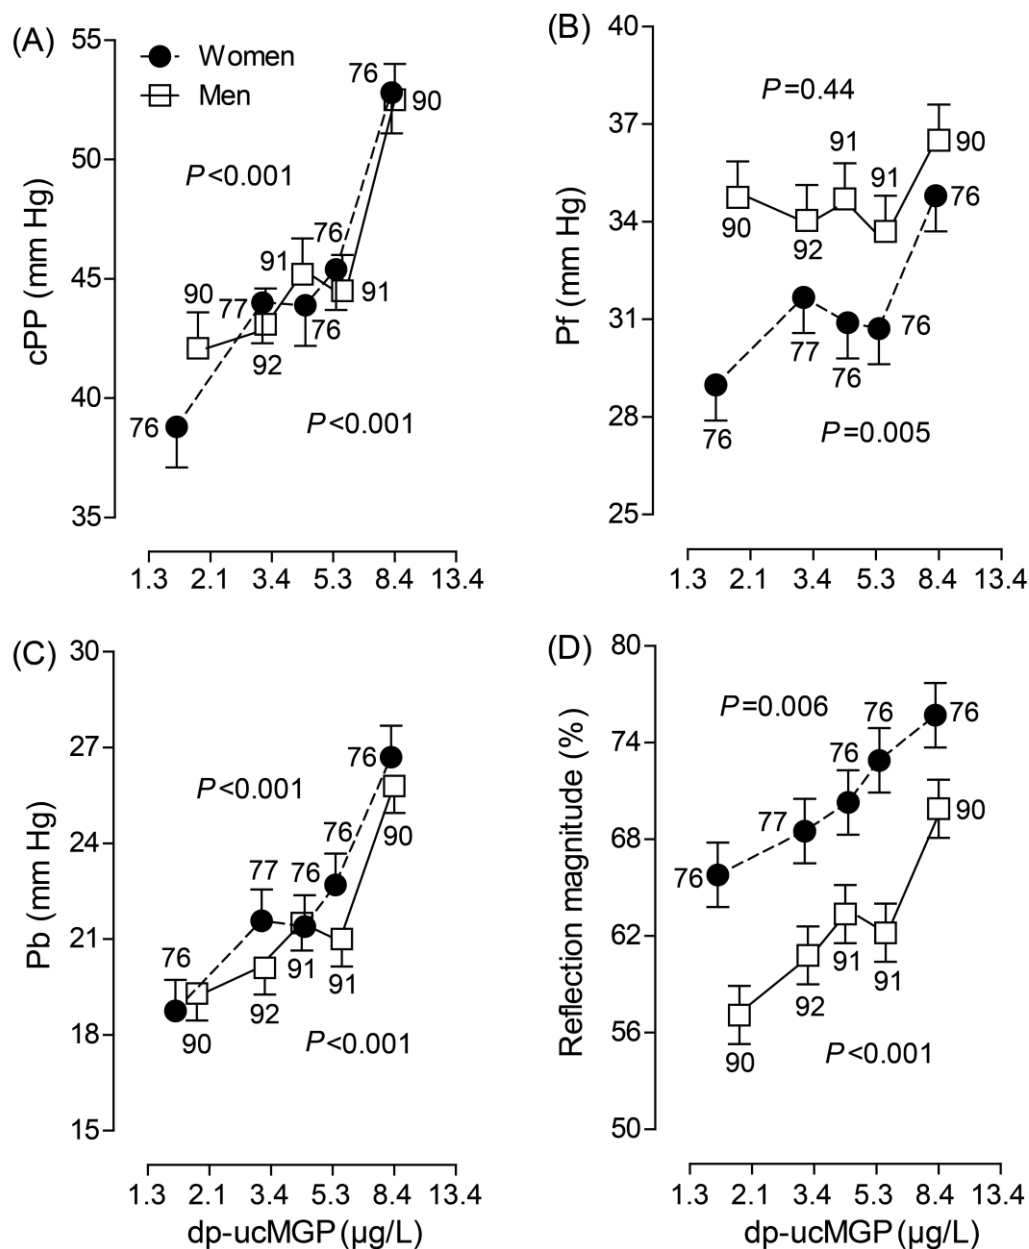 (A)
55
50
45
40
35
cPP (mm Hg)
Women
Men
P<0.001
P<0.001
76
90
90
77
92
91
76
76
91
76
1.3 2.1 3.4 5.3 8.4 13.4
(B)
40
37
34
31
28
25
Pf (mm Hg)
P=0.44
P=0.005
90
92
91
91
90
76
77
76
76
76
1.3 2.1 3.4 5.3 8.4 13.4
(C)
30
27
24
21
18
15
Pb (mm Hg)
P<0.001
P<0.001
76
77
76
76
76
90
92
91
91
90
1.3 2.1 3.4 5.3 8.4 13.4
dp-ucMGP (µg/L)
(D)
80
74
68
62
56
50
Reflection magnitude (%)
P=0.006
P<0.001
76
77
76
76
76
90
92
91
91
90
1.3 2.1 3.4 5.3 8.4 13.4
dp-ucMGP (µg/L)